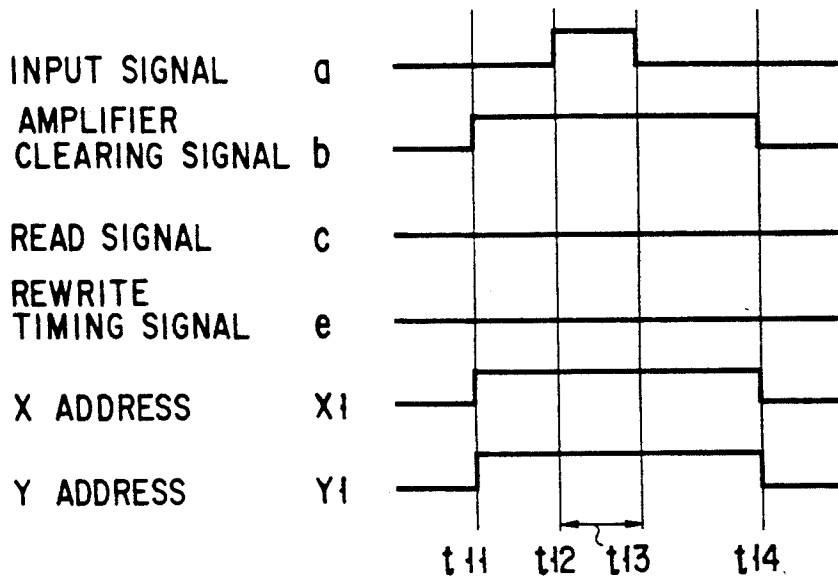 INPUT SIGNAL a
AMPLIFIER
CLEARING SIGNAL b
READ SIGNAL c
REWRITE
TIMING SIGNAL e
X ADDRESS X1
Y ADDRESS Y1
t11 t12 t13 t14